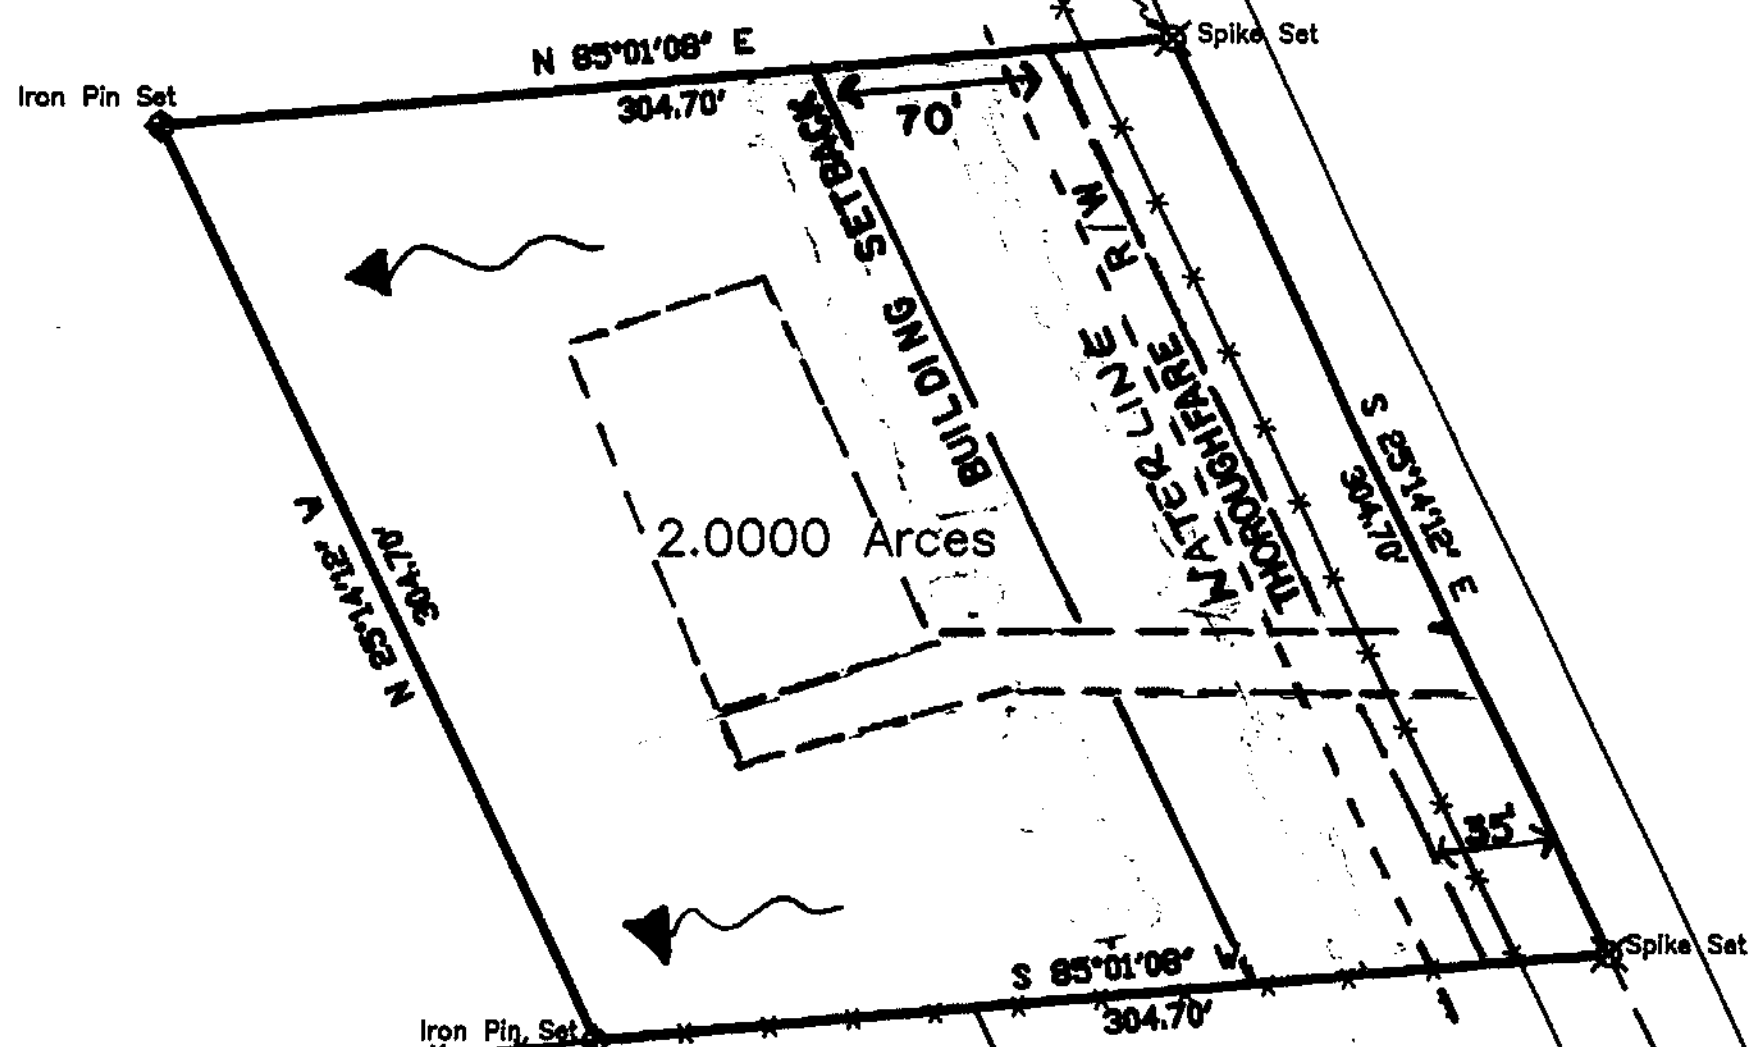 N 85°01'08" E
Spike Set
Iron Pin Set
304.70'
70'
BUILDING SETBACK
WATERLINE R/W
THOROUGHFARE
S 25°14'12" E
304.70'
2.0000 Arces
N 25°14'12" W
304.70'
35'
Spike Set
S 85°01'08" W
304.70'
Iron Pin Set